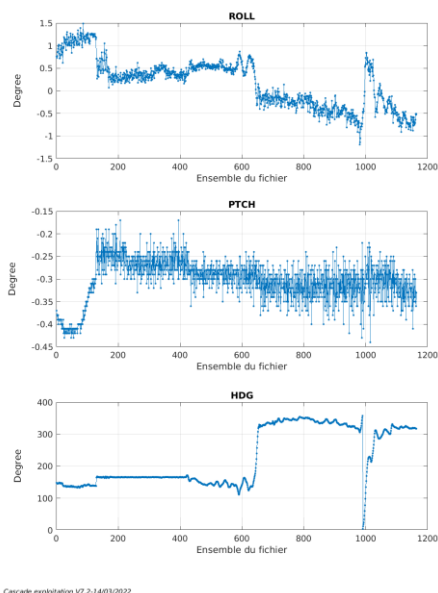 ROLL
1.5
1
0.5
0
-0.5
-1
-1.5
Degree
0 200 400 600 800 1000 1200
Ensemble du fichier
PTCH
-0.15
-0.2
-0.25
-0.3
-0.35
-0.4
-0.45
Degree
0 200 400 600 800 1000 1200
Ensemble du fichier
HDG
400
300
200
100
0
Degree
0 200 400 600 800 1000 1200
Ensemble du fichier
Cascade exploitation V7.2-14/03/2022